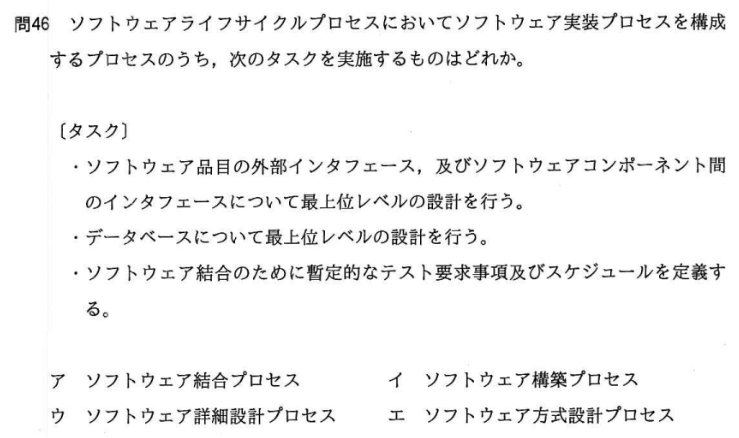 問46 ソフトウェアライフサイクルプロセスにおいてソフトウェア実装プロセスを構成
するプロセスのうち，次のタスクを実施するものはどれか。
〔タスク〕
・ソフトウェア品目の外部インタフェース，及びソフトウェアコンポーネント間
のインタフェースについて最上位レベルの設計を行う。
・データベースについて最上位レベルの設計を行う。
・ソフトウェア結合のために暫定的なテスト要求事項及びスケジュールを定義す
る。
ア ソフトウェア結合プロセス イ ソフトウェア構築プロセス
ウ ソフトウェア詳細設計プロセス エ ソフトウェア方式設計プロセス